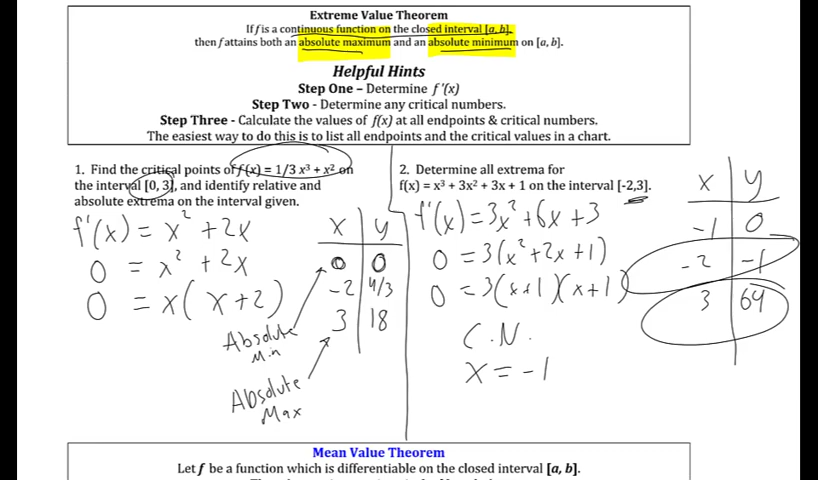 Extreme Value Theorem
If f is a continuous function on the closed interval [a, b],
then f attains both an absolute maximum and an absolute minimum on [a, b].
Helpful Hints
Step One – Determine f '(x)
Step Two - Determine any critical numbers.
Step Three - Calculate the values of f(x) at all endpoints & critical numbers.
The easiest way to do this is to list all endpoints and the critical values in a chart.
1. Find the critical points of f(x) = 1/3 x³ + x² on
the interval [0, 3], and identify relative and
absolute extrema on the interval given.
f'(x) = x² + 2x
0 = x² + 2x
0 = x(x+2)
x y
0 0
-2 4/3
3 18
Absolute
Min
Absolute
Max
2. Determine all extrema for
f(x) = x³ + 3x² + 3x + 1 on the interval [-2,3].
f'(x) = 3x² + 6x + 3
0 = 3(x² + 2x + 1)
0 = 3(x+1)(x+1)
C.N.
x = -1
x y
-1 0
-2 -1
3 64
Mean Value Theorem
Let f be a function which is differentiable on the closed interval [a, b].